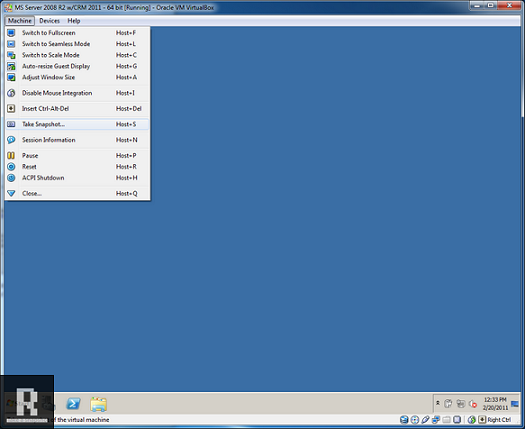 MS Server 2008 R2 w/CRM 2011 - 64 bit [Running] - Oracle VM VirtualBox
Machine Devices Help
Switch to Fullscreen Host+F
Switch to Seamless Mode Host+L
Switch to Scale Mode Host+C
Auto-resize Guest Display Host+G
Adjust Window Size Host+A
Disable Mouse Integration Host+I
Insert Ctrl-Alt-Del Host+Del
Take Snapshot... Host+S
Session Information Host+N
Pause Host+P
Reset Host+R
ACPI Shutdown Host+H
Close... Host+Q
R
12:33 PM
2/20/2011
of the virtual machine
Right Ctrl